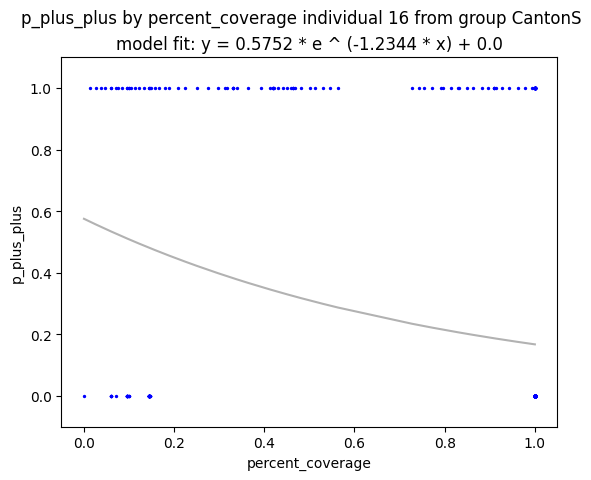 p_plus_plus by percent_coverage individual 16 from group CantonS
model fit: y = 0.5752 * e ^ (-1.2344 * x) + 0.0
1.0
0.8
0.6
0.4
0.2
0.0
p_plus_plus
0.0 0.2 0.4 0.6 0.8 1.0
percent_coverage